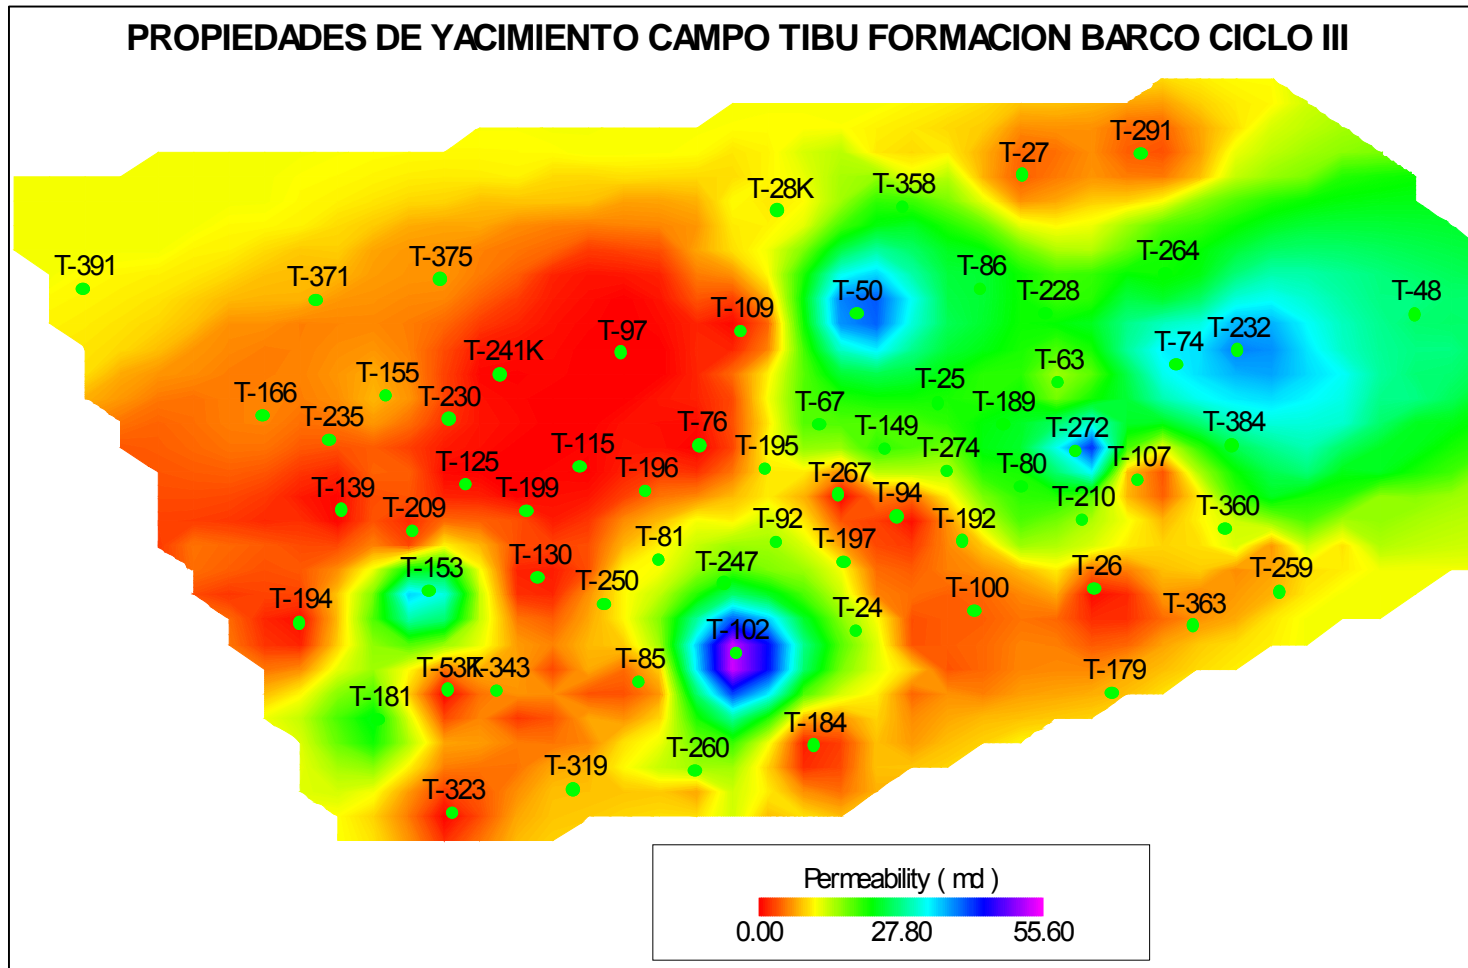 PROPIEDADES DE YACIMIENTO CAMPO TIBU FORMACION BARCO CICLO III
T-291
T-27
T-28K
T-358
T-264
T-391
T-371
T-375
T-86
T-228
T-50
T-48
T-109
T-97
T-232
T-74
T-241K
T-63
T-155
T-166
T-230
T-25
T-235
T-67
T-189
T-76
T-149
T-272
T-384
T-115
T-195
T-274
T-80
T-107
T-125
T-196
T-267
T-139
T-199
T-94
T-210
T-360
T-209
T-92
T-192
T-81
T-197
T-153
T-130
T-247
T-26
T-259
T-250
T-100
T-194
T-24
T-363
T-102
T-53K
T-343
T-85
T-179
T-181
T-184
T-260
T-319
T-323
Permeability ( md )
0.00 27.80 55.60